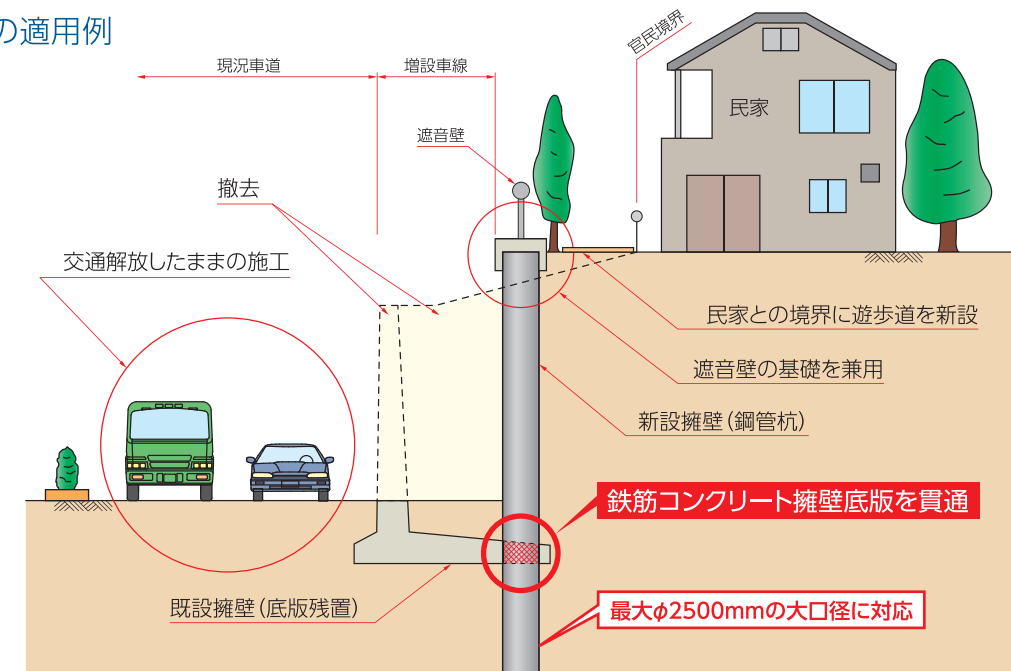 の適用例
官民境界
現況車道
増設車線
民家
遮音壁
撤去
交通解放したままの施工
民家との境界に遊歩道を新設
遮音壁の基礎を兼用
新設擁壁(鋼管杭)
鉄筋コンクリート擁壁底版を貫通
既設擁壁(底版残置)
最大φ2500mmの大口径に対応